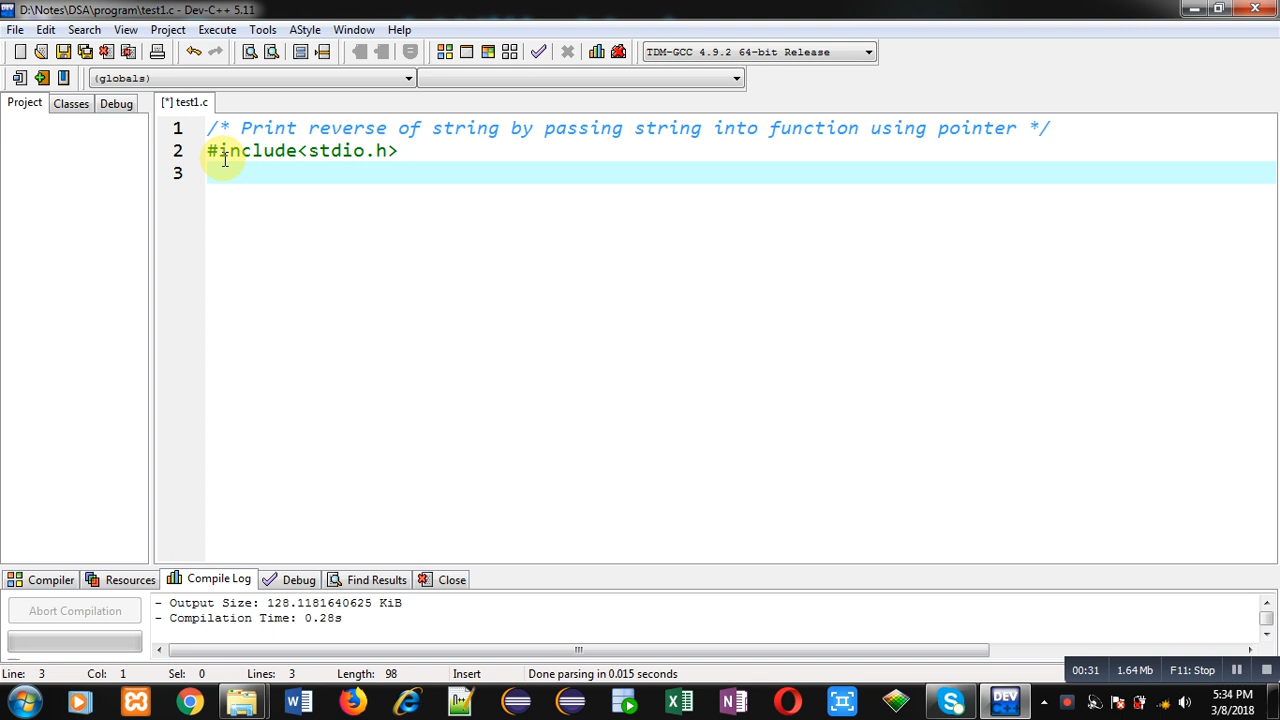 D:\Notes\DSA\program\test1.c - Dev-C++ 5.11
File Edit Search View Project Execute Tools AStyle Window Help
TDM-GCC 4.9.2 64-bit Release
(globals)
Project Classes Debug
[*] test1.c
1 /* Print reverse of string by passing string into function using pointer */
2 #include<stdio.h>
3
Compiler Resources Compile Log Debug Find Results Close
Abort Compilation
- Output Size: 128.1181640625 KiB
- Compilation Time: 0.28s
Line: 3 Col: 1 Sel: 0 Lines: 3 Length: 98 Insert Done parsing in 0.015 seconds
00:31 1.64 Mb F11: Stop
DEV
5:34 PM
3/8/2018